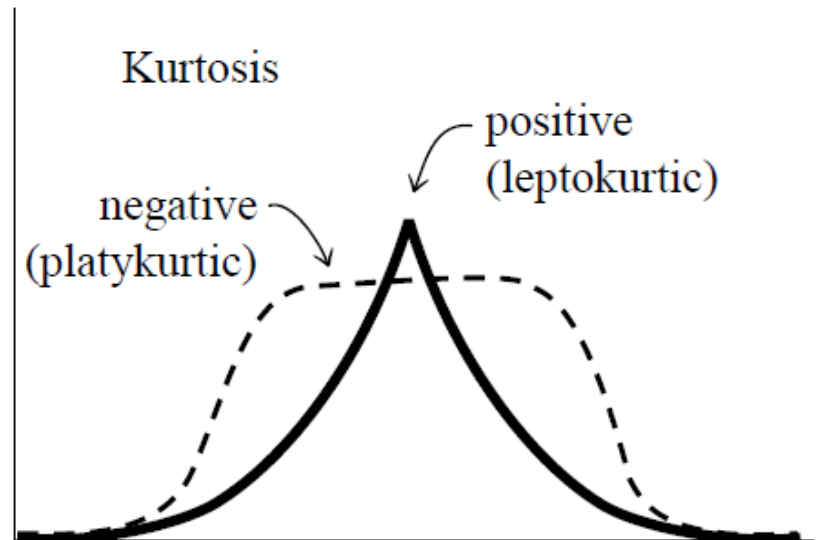 Kurtosis
positive
(leptokurtic)
negative
(platykurtic)